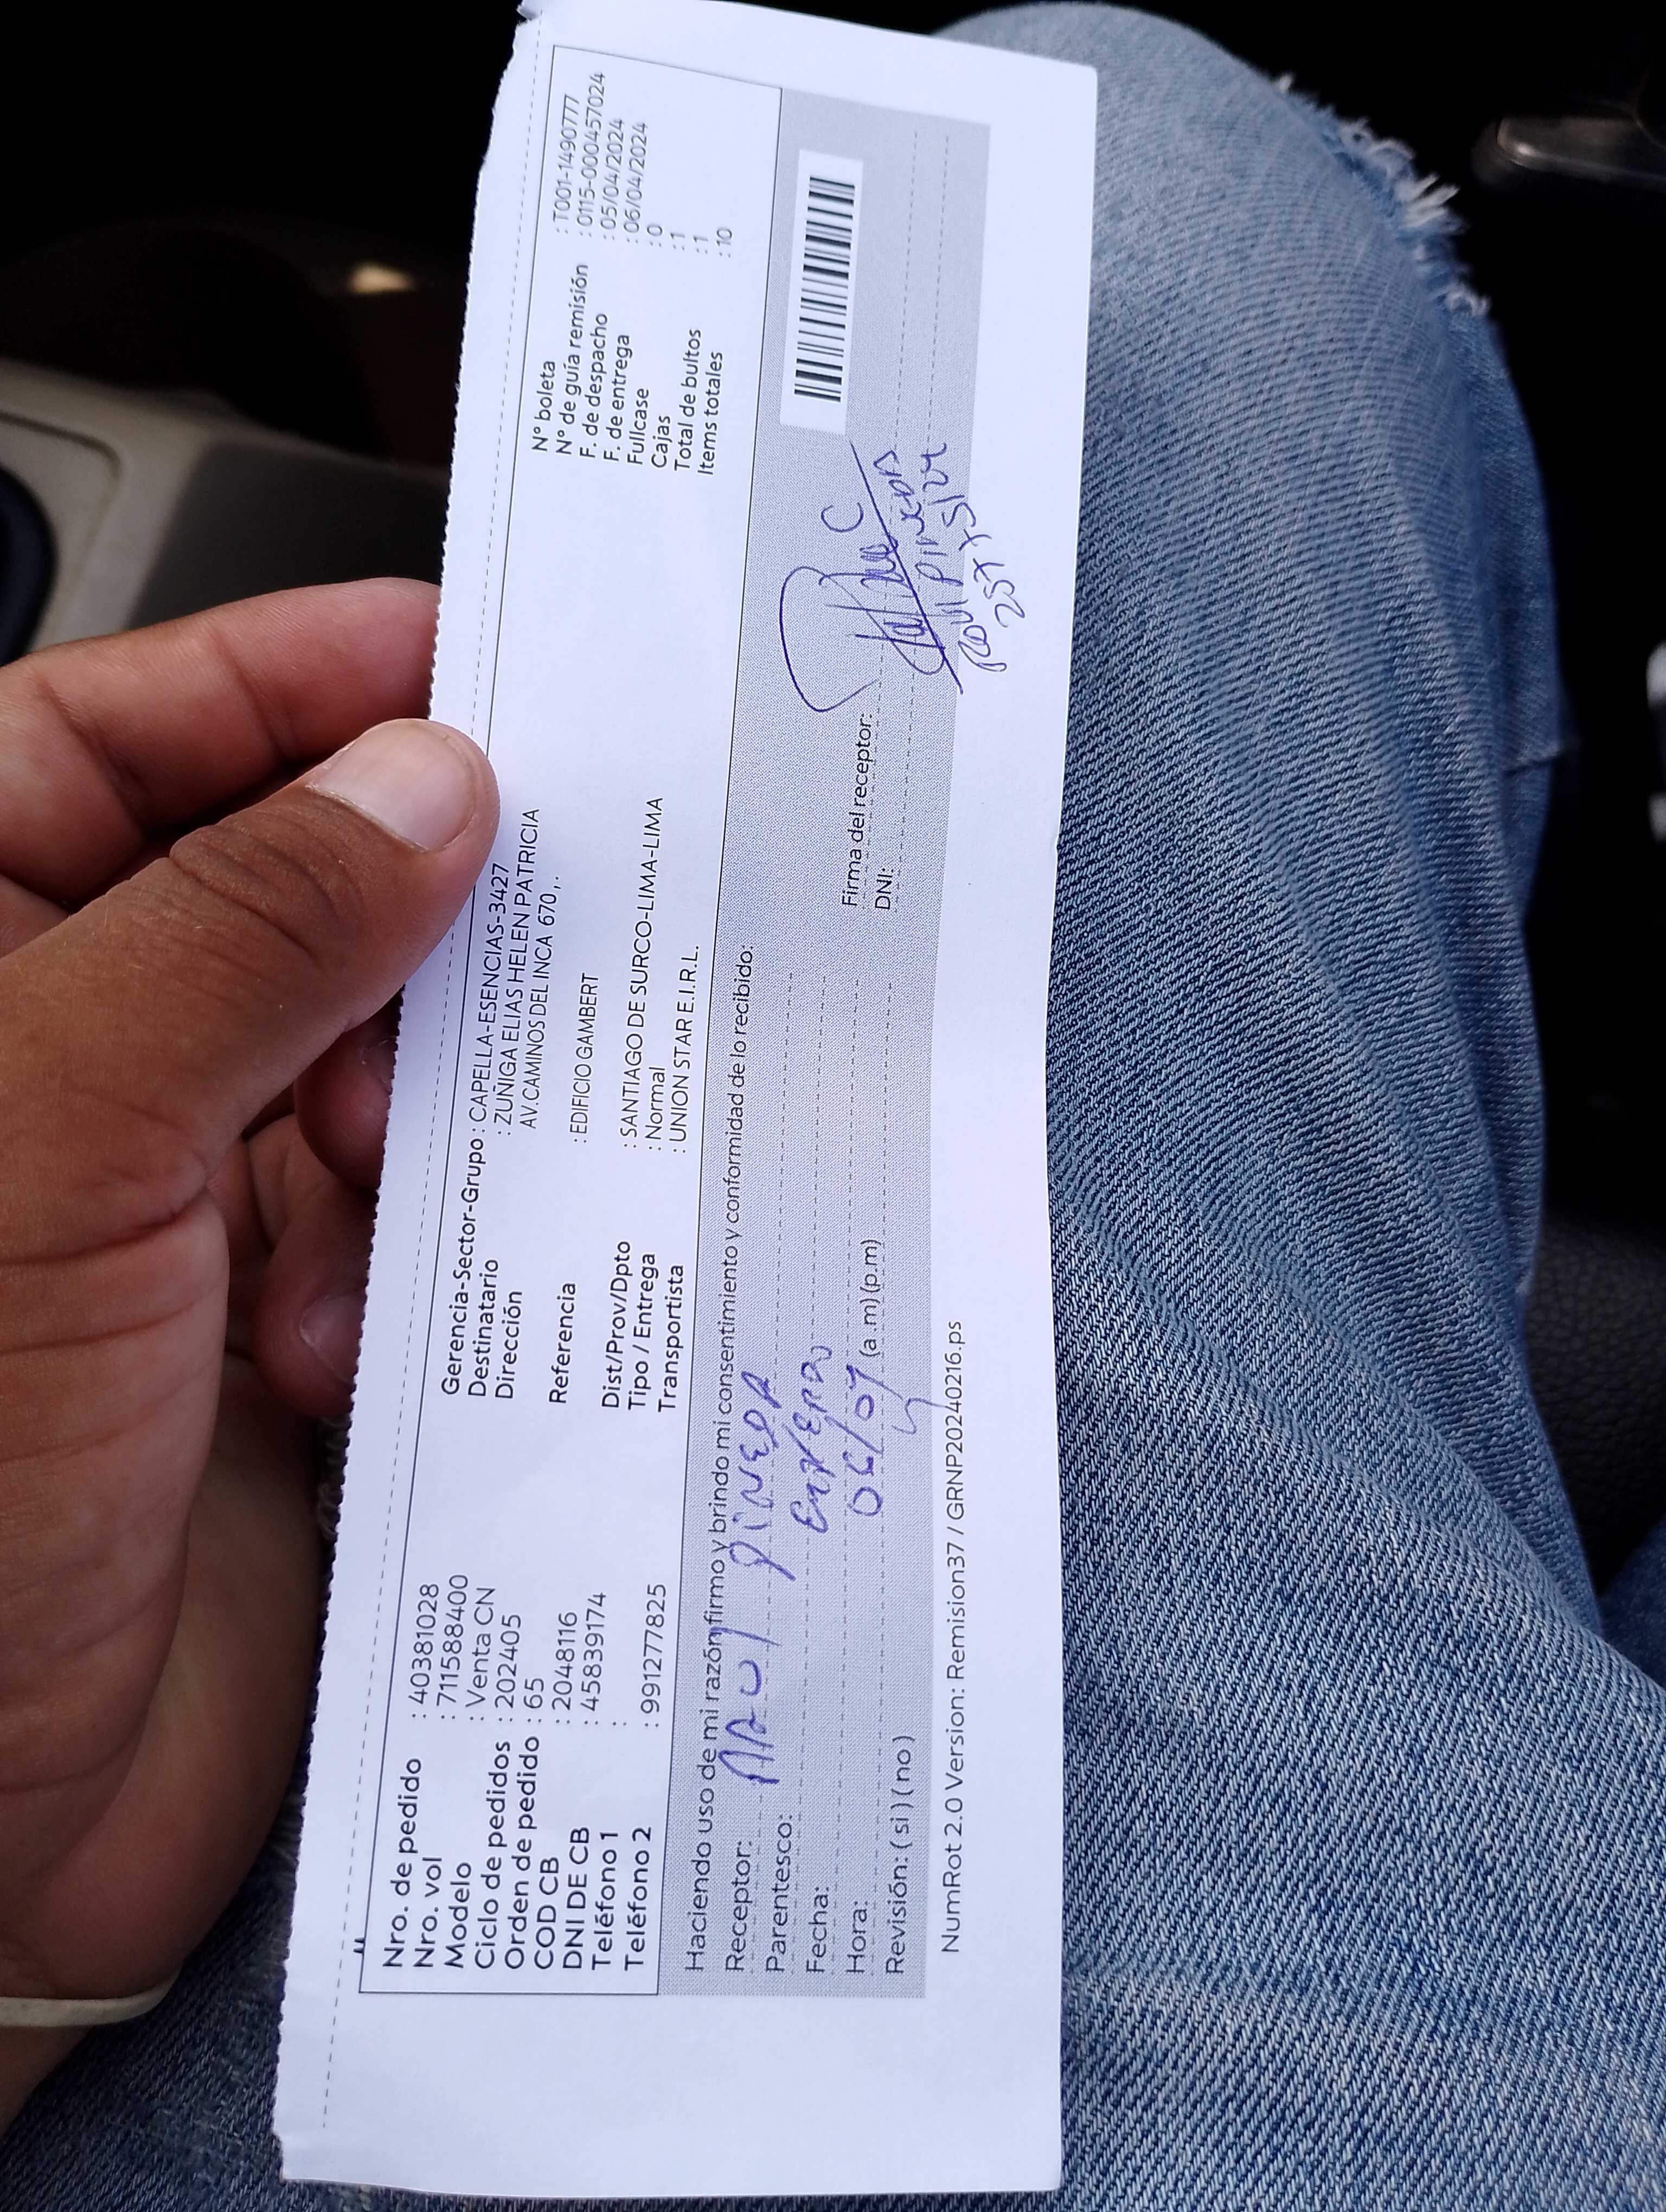 Nro. de pedido : 403810028
Nro. vol : 711588400
Modelo : Venta CN
Ciclo de pedidos : 202405
Orden de pedido : 65
COD CB : 2048116
DNI DE CB : 45839174
Teléfono 1 :
Teléfono 2 : 991277825
Gerencia-Sector-Grupo : CAPELLA-ESENCIAS-3427
Destinatario : ZUÑIGA ELIAS HELEN PATRICIA
Dirección AV.CAMINOS DEL INCA 670,.
Referencia : EDIFICIO GAMBERT
Dist/Prov/Dpto : SANTIAGO DE SURCO-LIMA-LIMA
Tipo / Entrega : Normal
Transportista : UNION STAR E.I.R.L.
N° boleta : T001-1490777
N° de guía remisión : 0115-000457024
F. de despacho : 05/04/2024
F. de entrega : 06/04/2024
Fullcase : 0
Cajas : 1
Total de bultos : 1
Items totales : 10
Haciendo uso de mi razón firmo y brindo mi consentimiento y conformidad de lo recibido:
Receptor: RAUL PINEDA
Parentesco:
Fecha:
Hora: (a.m) (p.m)
Revisión: ( si ) ( no )
Firma del receptor:
DNI:
NumRot 2.0 Version: Remision37 / GRNP20240216.ps